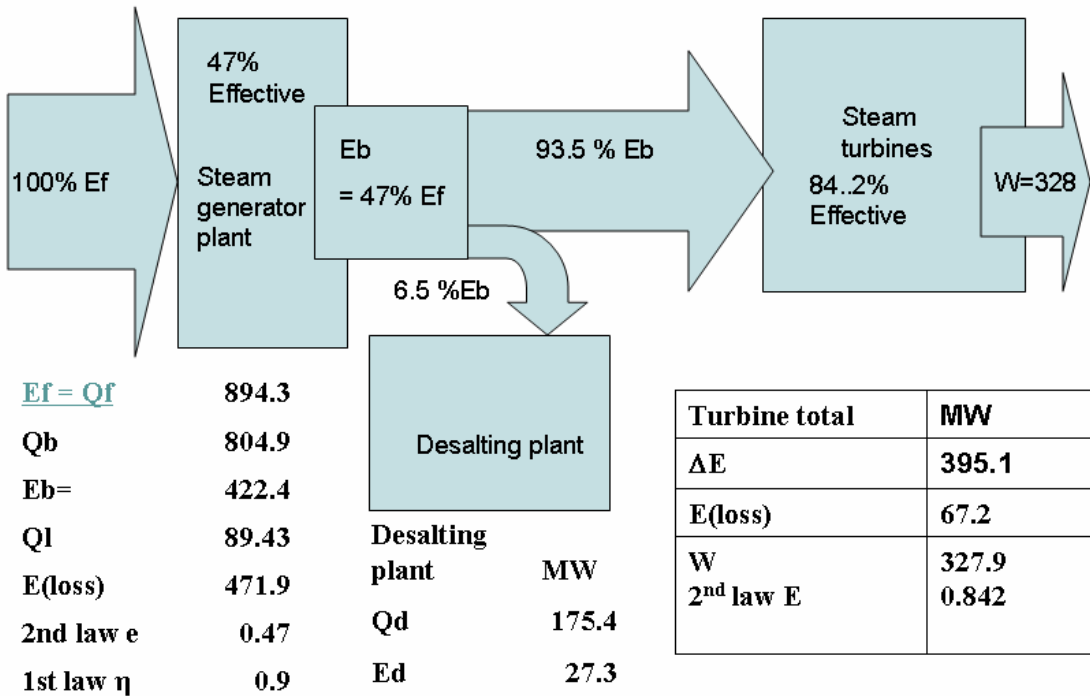 47%
Effective
Steam
generator
plant
100% Ef
Eb
= 47% Ef
93.5 % Eb
6.5 %Eb
Steam
turbines
84..2%
Effective
W=328
Desalting plant
Ef = Qf 894.3
Qb 804.9
Eb= 422.4
Ql 89.43
E(loss) 471.9
2nd law e 0.47
1st law η 0.9
Desalting
plant MW
Qd 175.4
Ed 27.3
Turbine total MW
ΔE 395.1
E(loss) 67.2
W 327.9
2nd law E 0.842